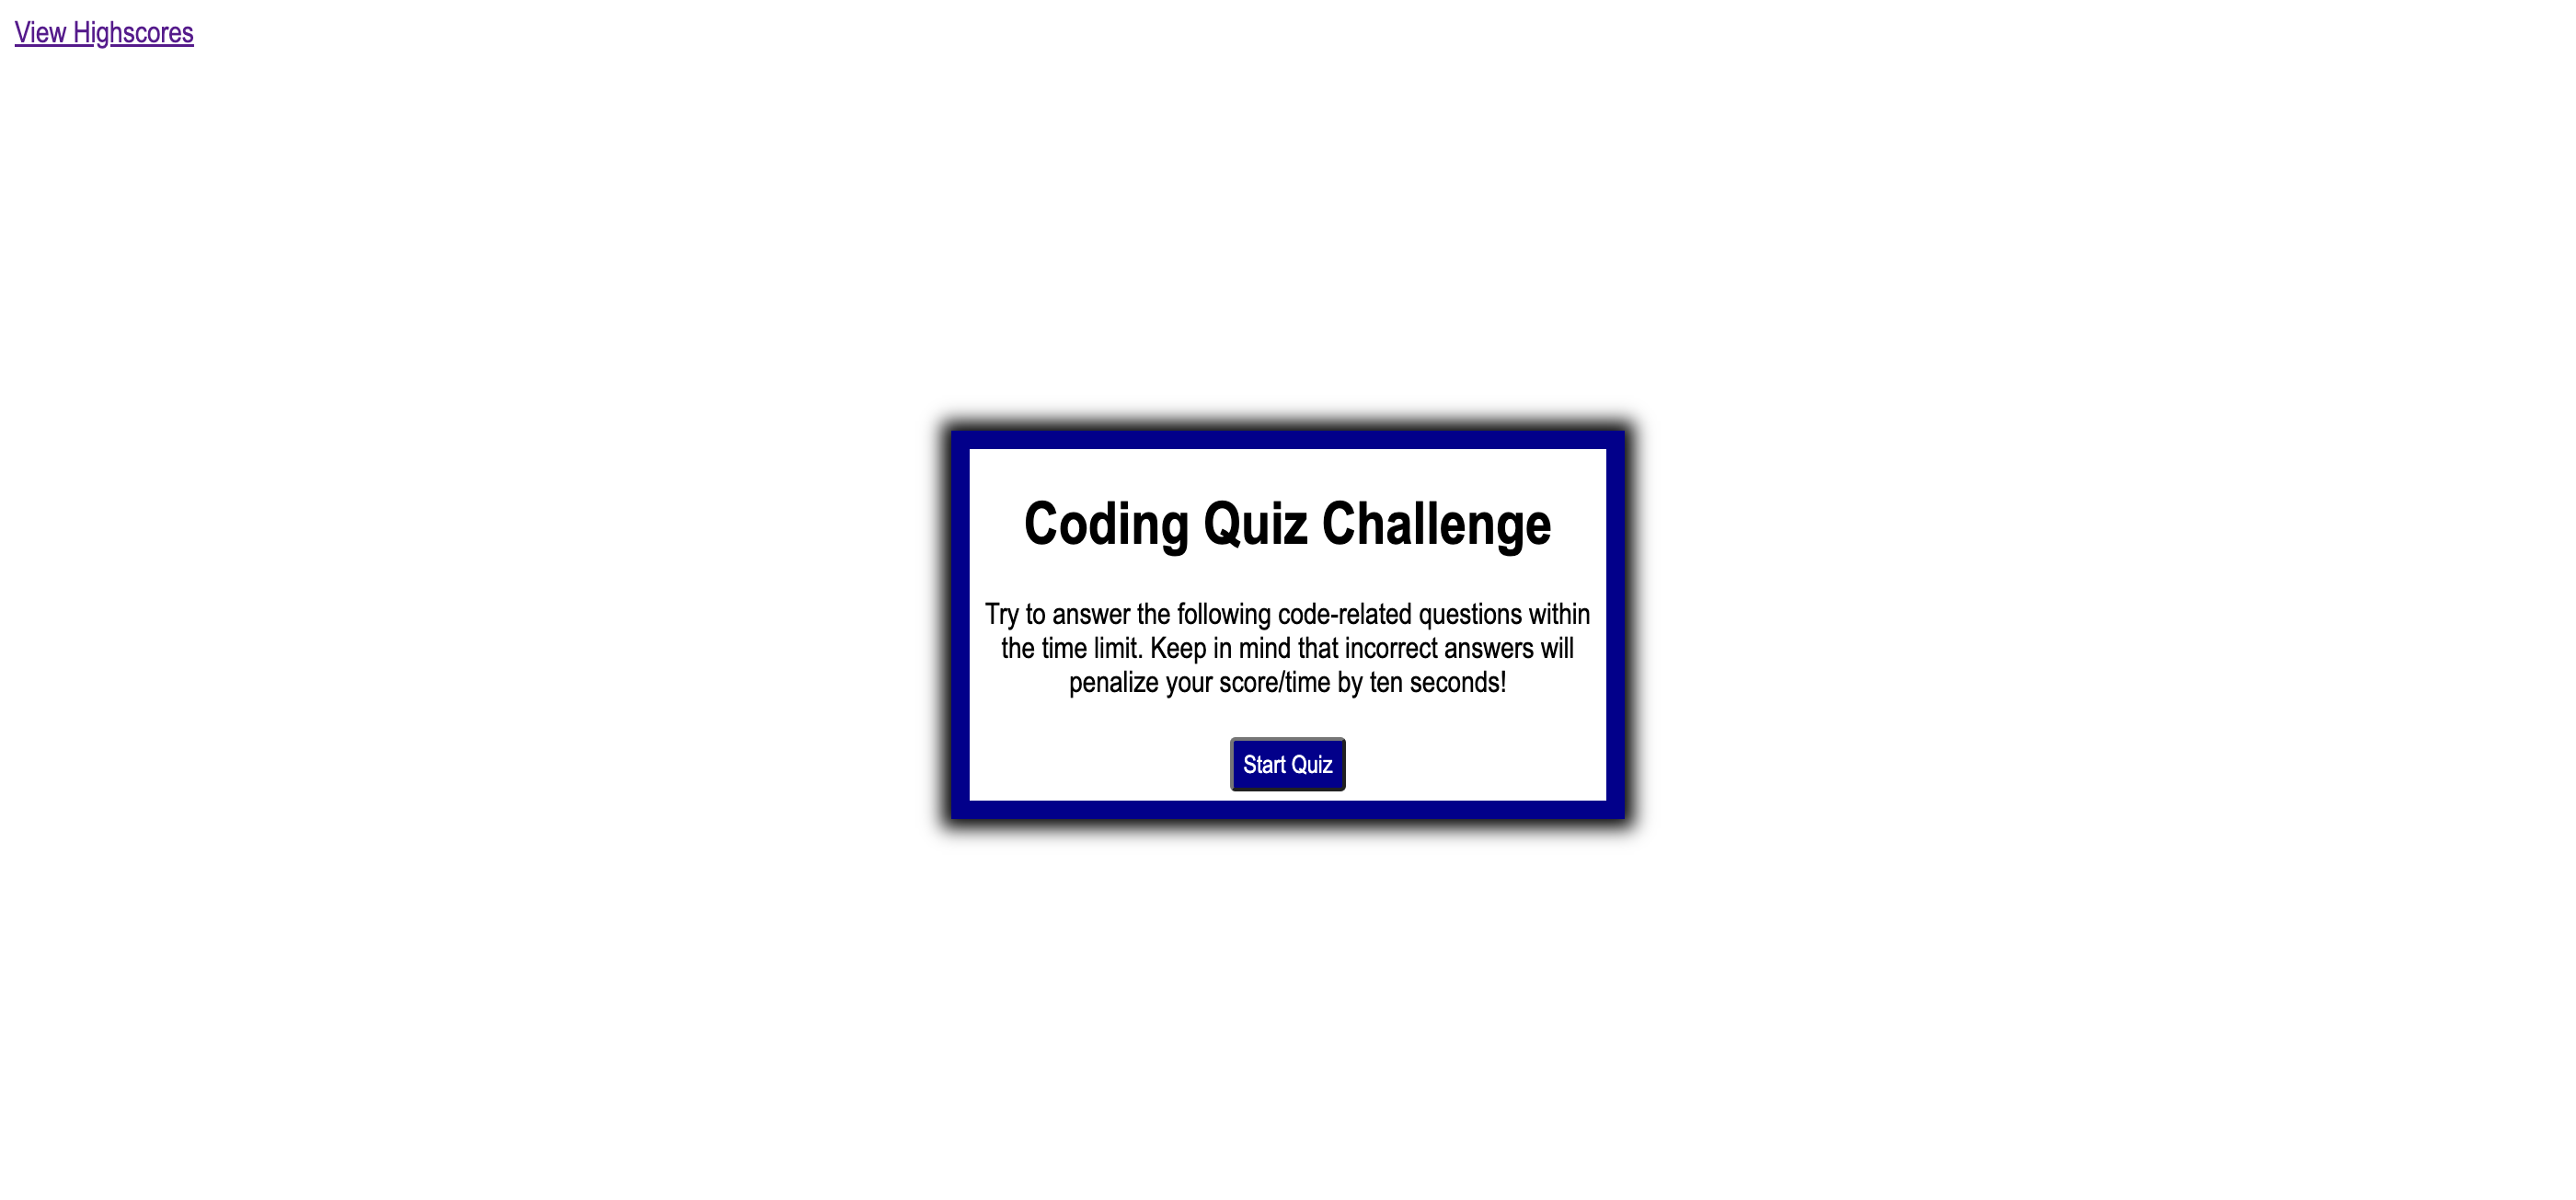 View Highscores
Coding Quiz Challenge
Try to answer the following code-related questions within
the time limit. Keep in mind that incorrect answers will
penalize your score/time by ten seconds!
Start Quiz